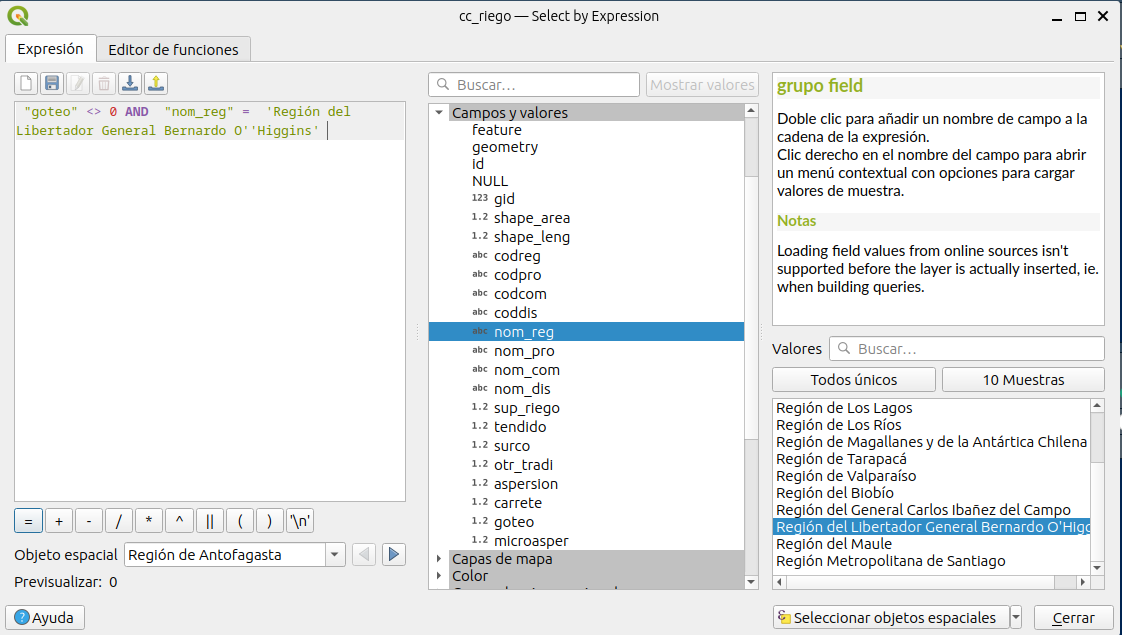 cc_riego — Select by Expression
Expresión
Editor de funciones
"goteo" <> 0 AND "nom_reg" = 'Región del
Libertador General Bernardo O''Higgins'
=
+
-
/
*
^
||
(
)
'\n'
Objeto espacial
Región de Antofagasta
Previsualizar: 0
Ayuda
Buscar…
Mostrar valores
Campos y valores
feature
geometry
id
NULL
123 gid
1.2 shape_area
1.2 shape_leng
abc codreg
abc codpro
abc codcom
abc coddis
abc nom_reg
abc nom_pro
abc nom_com
abc nom_dis
1.2 sup_riego
1.2 tendido
1.2 surco
1.2 otr_tradi
1.2 aspersion
1.2 carrete
1.2 goteo
1.2 microasper
Capas de mapa
Color
grupo field
Doble clic para añadir un nombre de campo a la
cadena de la expresión.
Clic derecho en el nombre del campo para abrir
un menú contextual con opciones para cargar
valores de muestra.
Notas
Loading field values from online sources isn't
supported before the layer is actually inserted, ie.
when building queries.
Valores
Buscar…
Todos únicos
10 Muestras
Región de Los Lagos
Región de Los Ríos
Región de Magallanes y de la Antártica Chilena
Región de Tarapacá
Región de Valparaíso
Región del Biobío
Región del General Carlos Ibañez del Campo
Región del Libertador General Bernardo O'Higg
Región del Maule
Región Metropolitana de Santiago
Seleccionar objetos espaciales
Cerrar